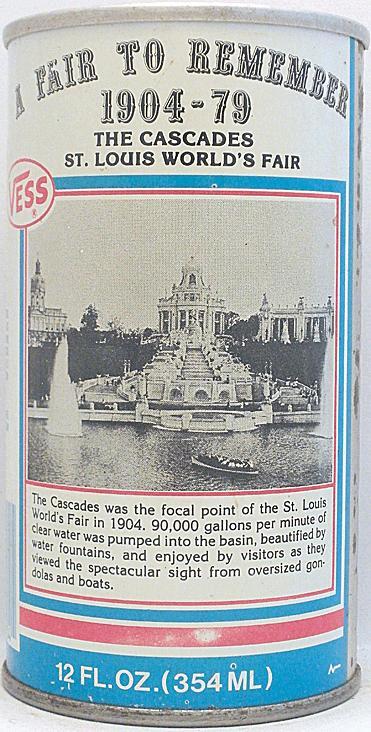 A FAIR TO REMEMBER
1904-79
THE CASCADES
ST. LOUIS WORLD'S FAIR
VESS
®
The Cascades was the focal point of the St. Louis
World's Fair in 1904. 90,000 gallons per minute of
clear water was pumped into the basin, beautified by
water fountains, and enjoyed by visitors as they
viewed the spectacular sight from oversized gon-
dolas and boats.
12 FL.OZ.(354 ML)